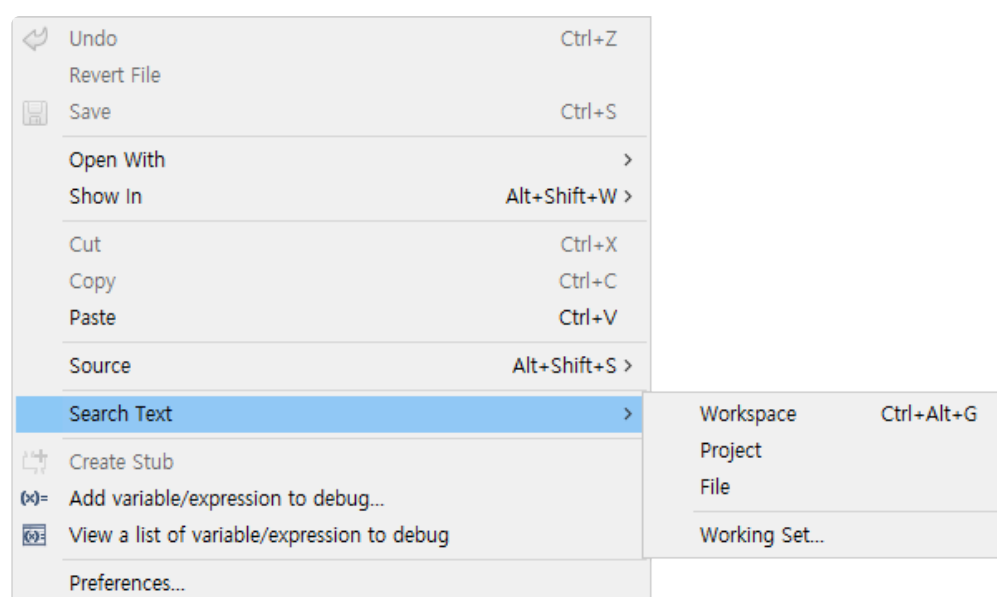 Undo Ctrl+Z
Revert File
Save Ctrl+S
Open With >
Show In Alt+Shift+W >
Cut Ctrl+X
Copy Ctrl+C
Paste Ctrl+V
Source Alt+Shift+S >
Search Text >
Workspace Ctrl+Alt+G
Project
File
Working Set...
Create Stub
(x)= Add variable/expression to debug...
(x)= View a list of variable/expression to debug
Preferences...